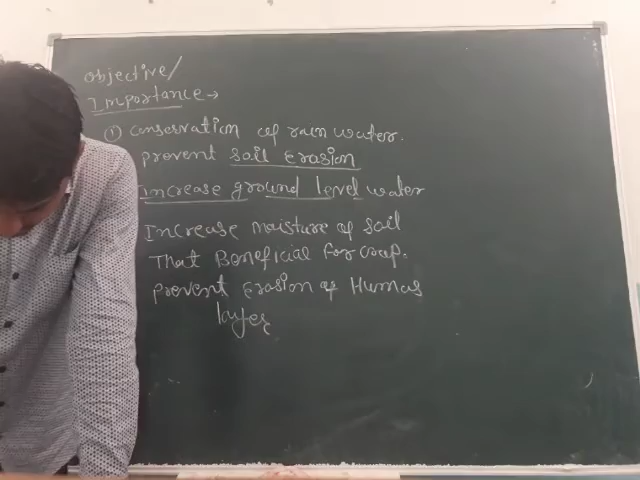 objective/
Importance →
① Conservation of rain water.
prevent soil Erosion
Increase ground level water
Increase moisture of soil
That Beneficial for crop.
prevent Erosion of Humas
layer